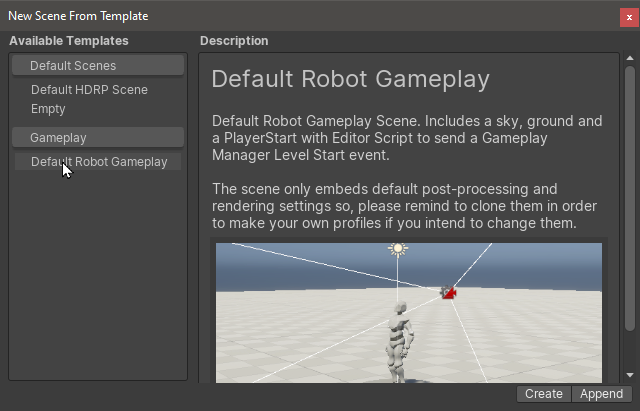 New Scene From Template
x
Available Templates
Description
Default Scenes
Default HDRP Scene
Empty
Gameplay
Default Robot Gameplay
Default Robot Gameplay
Default Robot Gameplay Scene. Includes a sky, ground and
a PlayerStart with Editor Script to send a Gameplay
Manager Level Start event.
The scene only embeds default post-processing and
rendering settings so, please remind to clone them in order
to make your own profiles if you intend to change them.
Create
Append